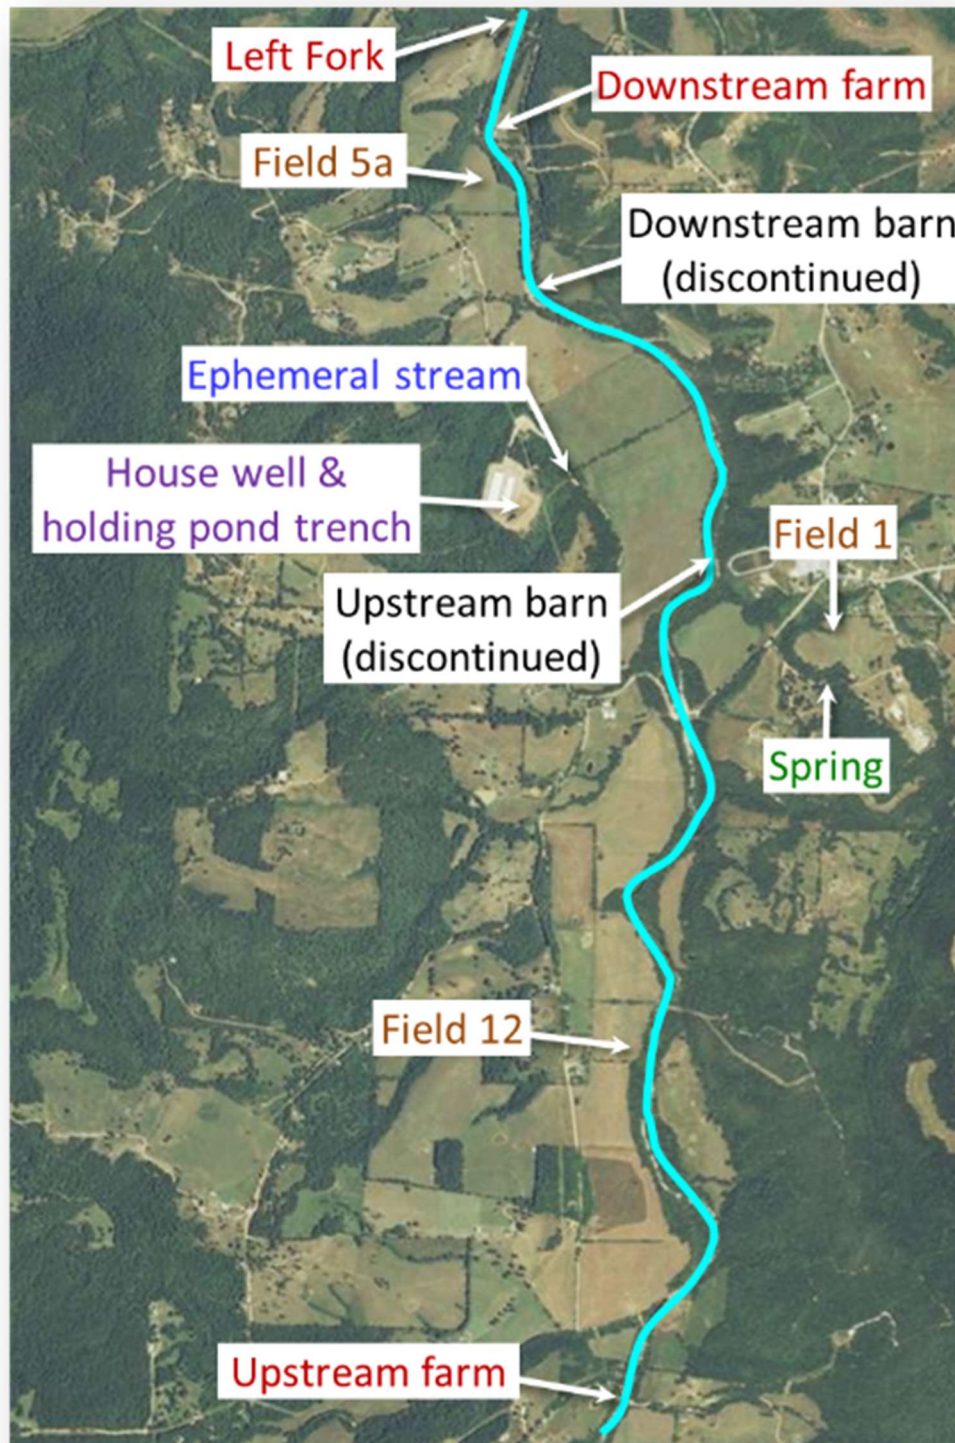 Left Fork
Downstream farm
Field 5a
Downstream barn
(discontinued)
Ephemeral stream
House well &
holding pond trench
Field 1
Upstream barn
(discontinued)
Spring
Field 12
Upstream farm